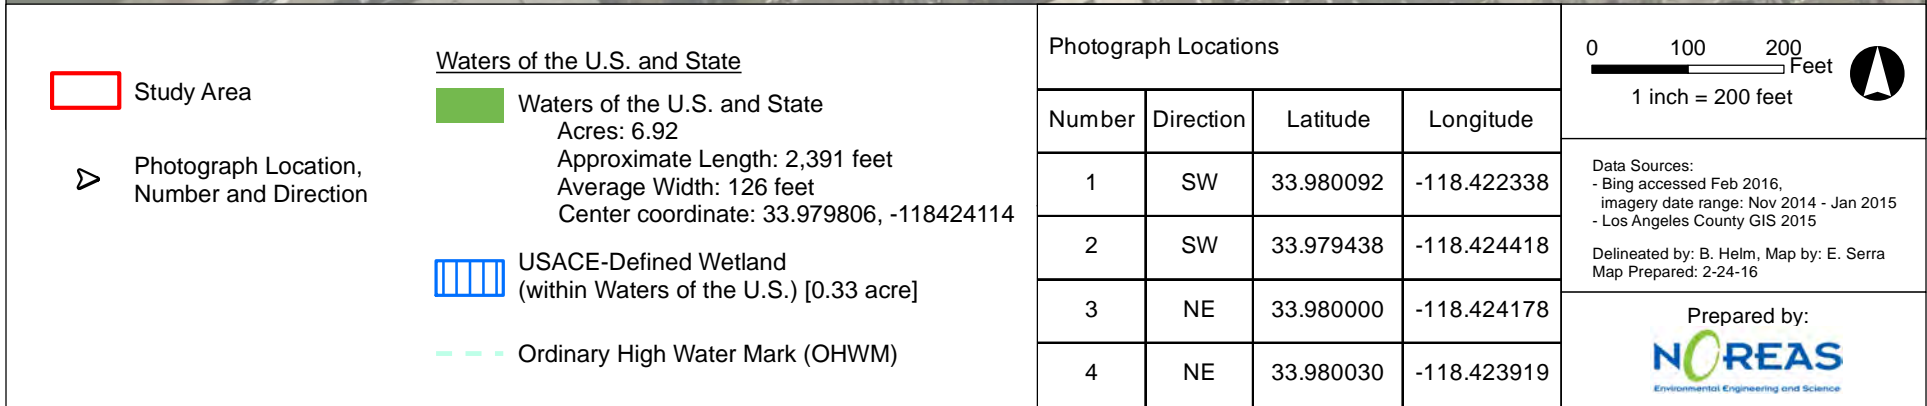 Study Area
Photograph Location,
Number and Direction
Waters of the U.S. and State
Waters of the U.S. and State
Acres: 6.92
Approximate Length: 2,391 feet
Average Width: 126 feet
Center coordinate: 33.979806, -118424114
USACE-Defined Wetland
(within Waters of the U.S.) [0.33 acre]
Ordinary High Water Mark (OHWM)
Photograph Locations
Number Direction Latitude Longitude
1 SW 33.980092 -118.422338
2 SW 33.979438 -118.424418
3 NE 33.980000 -118.424178
4 NE 33.980030 -118.423919
0 100 200
Feet
1 inch = 200 feet
Data Sources:
- Bing accessed Feb 2016,
imagery date range: Nov 2014 - Jan 2015
- Los Angeles County GIS 2015
Delineated by: B. Helm, Map by: E. Serra
Map Prepared: 2-24-16
Prepared by:
NOREAS
Environmental Engineering and Science